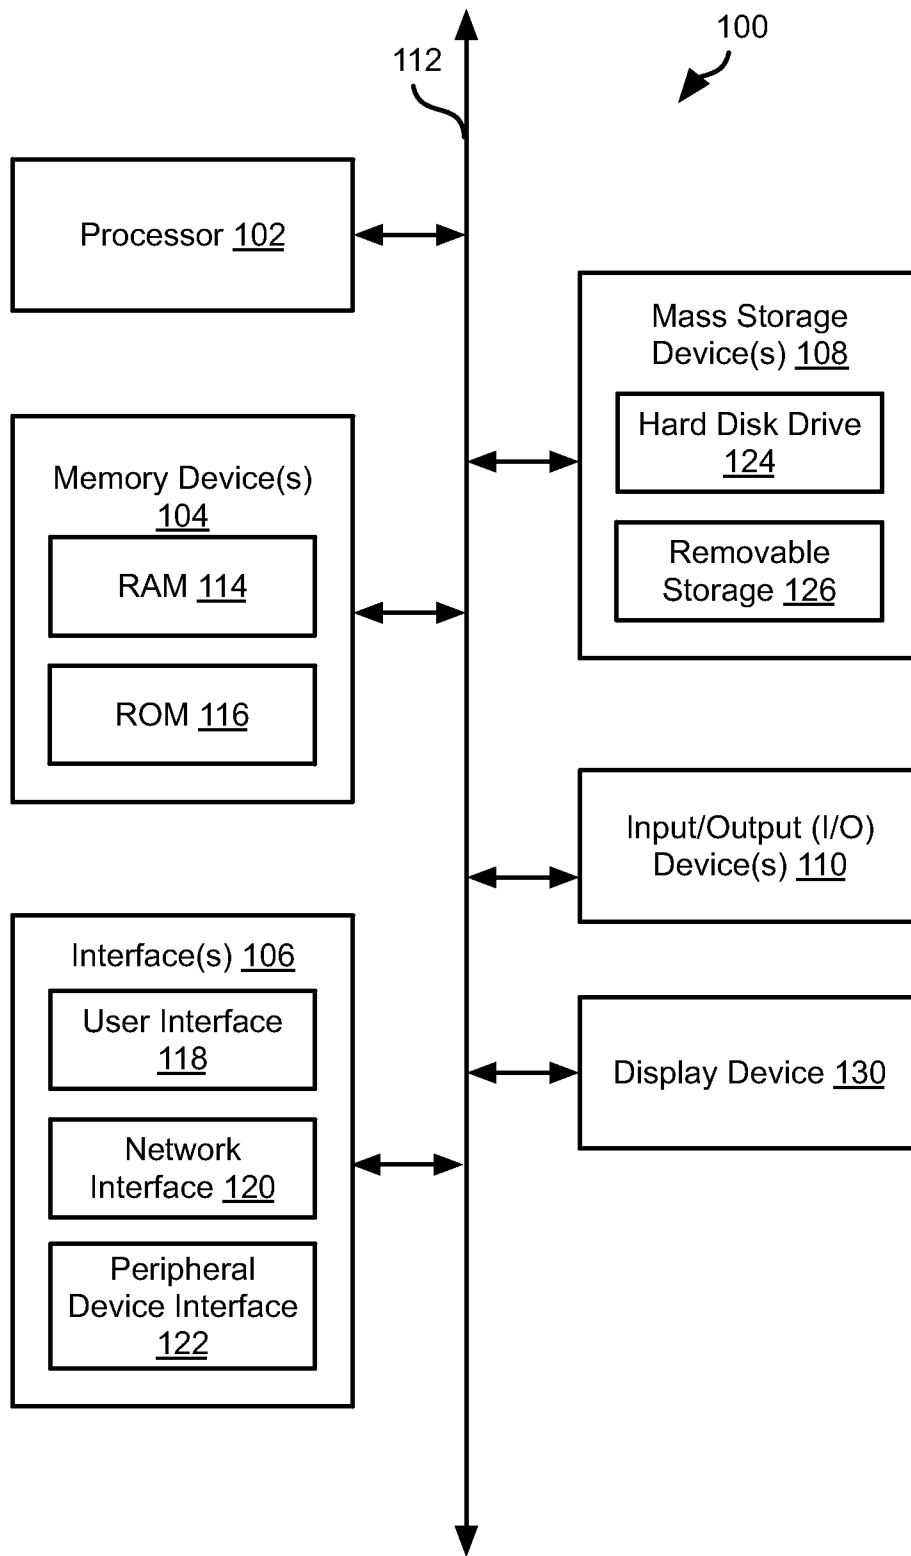 100
112
Processor 102
Mass Storage
Device(s) 108
Hard Disk Drive
124
Removable
Storage 126
Memory Device(s)
104
RAM 114
ROM 116
Input/Output (I/O)
Device(s) 110
Display Device 130
Interface(s) 106
User Interface
118
Network
Interface 120
Peripheral
Device Interface
122